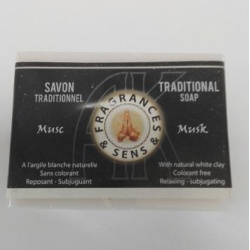 SAVON
TRADITIONNEL
Musc
A l'argile blanche naturelle
Sans colorant
Reposant - Subjuguant
FRAGRANCES
& SENS &
TRADITIONAL
SOAP
Musk
With natural white clay
Colorant free
Relaxing - subjugating